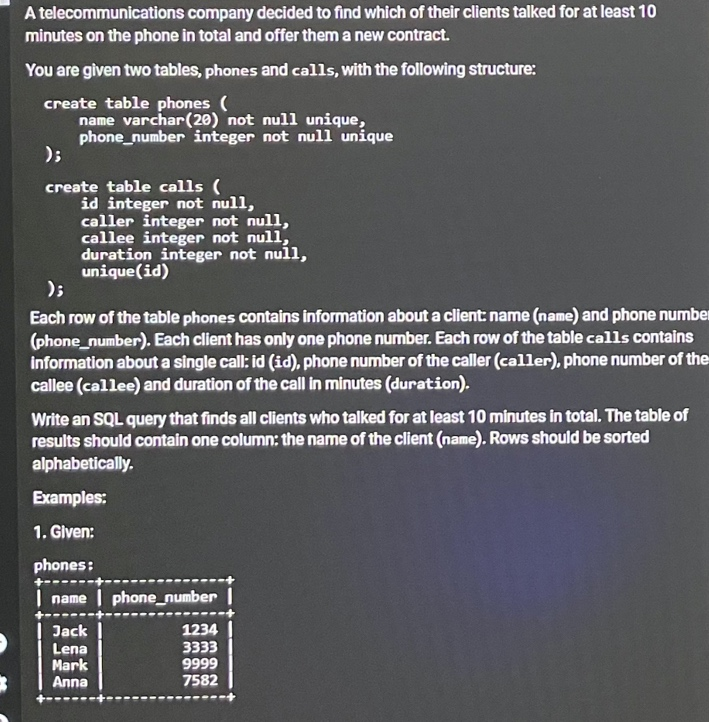 A telecommunications company decided to find which of their clients talked for at least 10
minutes on the phone in total and offer them a new contract.
You are given two tables, phones and calls, with the following structure:
create table phones (
name varchar(20) not null unique,
phone_number integer not null unique
);
create table calls (
id integer not null,
caller integer not null,
callee integer not null,
duration integer not null,
unique(id)
);
Each row of the table phones contains information about a client: name (name) and phone number
(phone_number). Each client has only one phone number. Each row of the table calls contains
information about a single call: id (id), phone number of the caller (caller), phone number of the
callee (callee) and duration of the call in minutes (duration).
Write an SQL query that finds all clients who talked for at least 10 minutes in total. The table of
results should contain one column: the name of the client (name). Rows should be sorted
alphabetically.
Examples:
1. Given:
phones:
+------+--------------+
| name | phone_number |
+------+--------------+
| Jack | 1234 |
| Lena | 3333 |
| Mark | 9999 |
| Anna | 7582 |
+------+--------------+